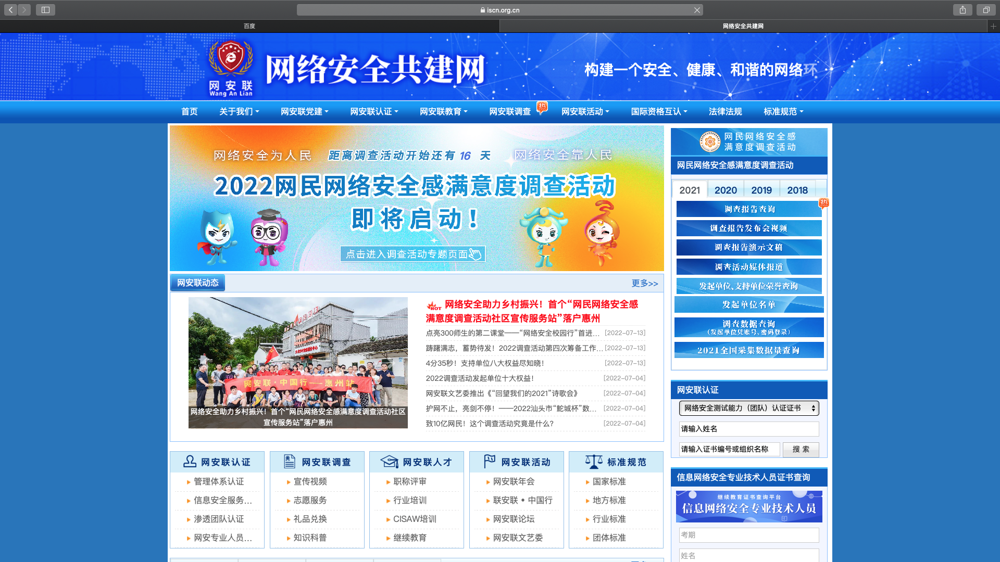 iscn.org.cn
百度
网络安全共建网
网安联
Wang An Lian
网络安全共建网
构建一个安全、健康、和谐的网络环
首页 关于我们 网安联党建 网安联认证 网安联教育 网安联调查 热 网安联活动 国际资格互认 法律法规 标准规范
网络安全为人民 距离调查活动开始还有 16 天 网络安全靠人民
2022网民网络安全感满意度调查活动
即将启动！
点击进入调查活动专题页面
网安联动态
更多>>
网安联·中国行——惠州站
网络安全助力乡村振兴！首个“网民网络安全感满意度调查活动社区
宣传服务站”落户惠州
HOT 网络安全助力乡村振兴！首个“网民网络安全感
满意度调查活动社区宣传服务站”落户惠州
点亮300师生的第二课堂——“网络安全校园行”首进... [2022-07-13]
踌躇满志，蓄势待发！2022调查活动第四次筹备工作... [2022-07-13]
4分35秒！支持单位八大权益尽知晓！ [2022-07-13]
2022调查活动发起单位十大权益！ [2022-07-04]
网安联文艺委推出《“回望我们的2021”诗歌会》 [2022-07-04]
护网不止，亮剑不停！——2022汕头市“鮀城杯”数... [2022-07-04]
致10亿网民！这个调查活动究竟是什么? [2022-07-04]
网安联认证
管理体系认证
信息安全服务...
渗透团队认证
网安专业人员...
网安联调查
宣传视频
志愿服务
礼品兑换
知识科普
网安联人才
职称评审
行业培训
CISAW培训
继续教育
网安联活动
网安联年会
联安联 • 中国行
网安联论坛
网安联文艺委
标准规范
国家标准
地方标准
行业标准
团体标准
网民网络安全感
满意度调查活动
网民网络安全感满意度调查活动
2021 2020 2019 2018
热
调查报告查询
调查报告发布会视频
调查报告演示文稿
调查活动媒体报道
发起单位、支持单位荣誉查询
发起单位名单
调查数据查询
（发起单位凭账号、密码登录）
2021全国采集数据量查询
网安联认证
网络安全测试能力（团队）认证证书
请输入姓名
请输入证书编号或组织名称
搜 索
信息网络安全专业技术人员证书查询
继续教育证书查询平台
信息网络安全专业技术人员
考期
姓名